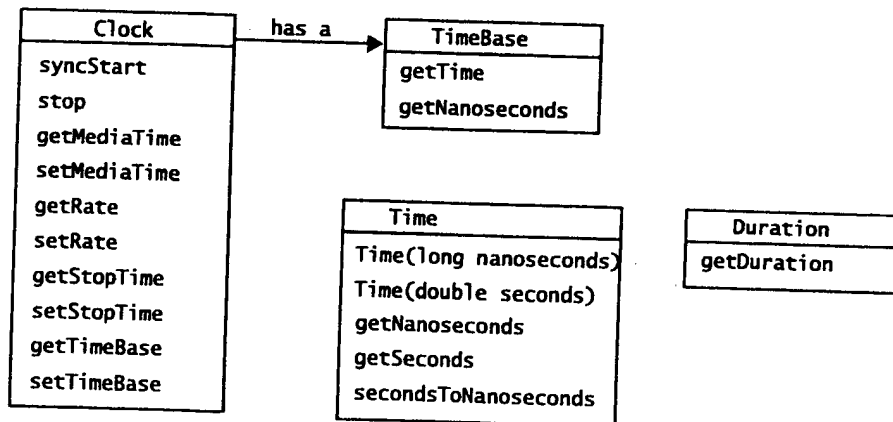 Clock
syncStart
stop
getMediaTime
setMediaTime
getRate
setRate
getStopTime
setStopTime
getTimeBase
setTimeBase
has a
TimeBase
getTime
getNanoseconds
Time
Time(long nanoseconds)
Time(double seconds)
getNanoseconds
getSeconds
secondsToNanoseconds
Duration
getDuration